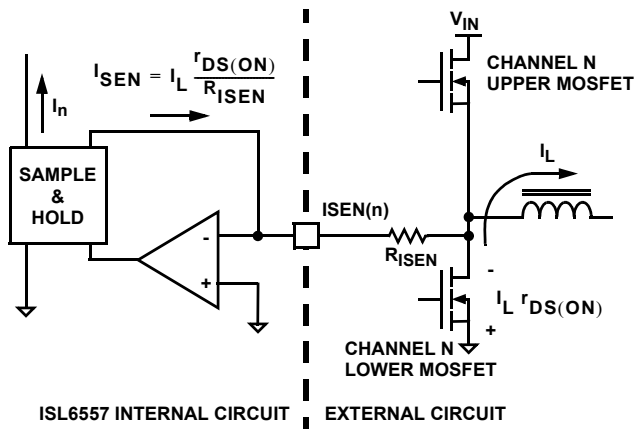 V_IN
CHANNEL N
UPPER MOSFET
I_SEN = I_L r_DS(ON) / R_ISEN
I_n
SAMPLE
&
HOLD
I_L
ISEN(n)
R_ISEN
-
+
-
I_L r_DS(ON)
+
CHANNEL N
LOWER MOSFET
ISL6557 INTERNAL CIRCUIT
EXTERNAL CIRCUIT